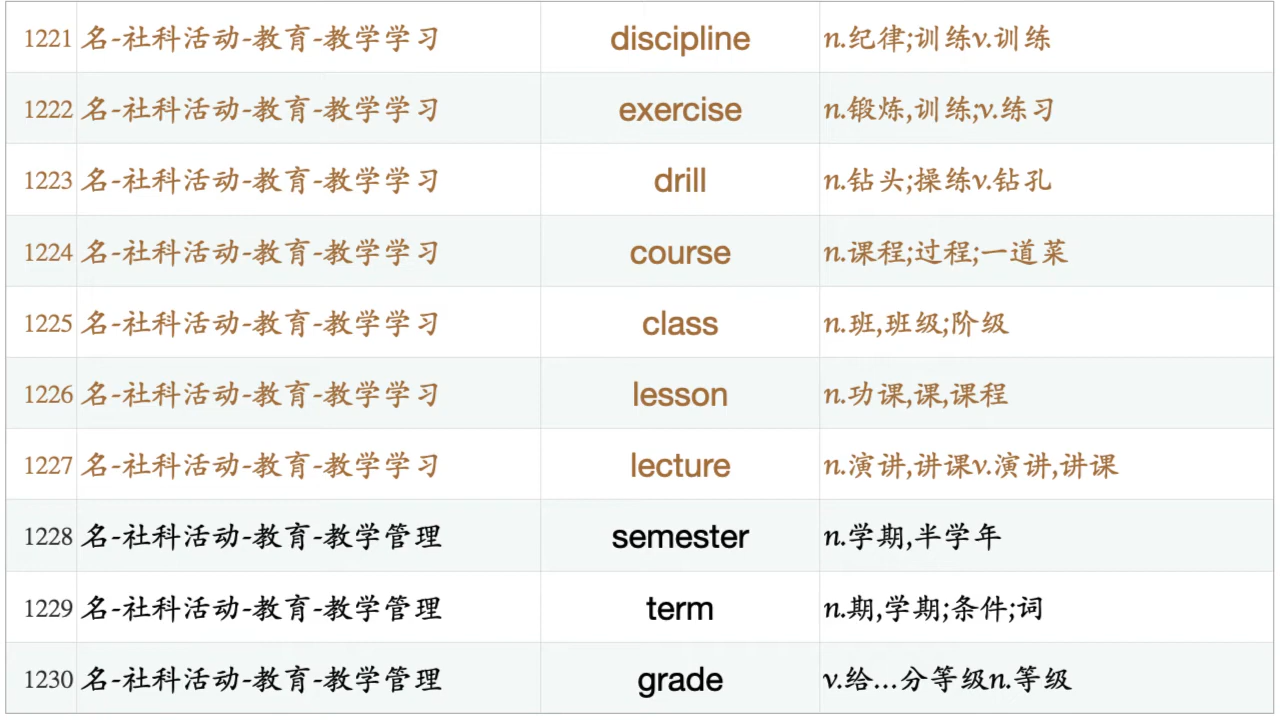 1221 名-社科活动-教育-教学学习 discipline n.纪律;训练v.训练
1222 名-社科活动-教育-教学学习 exercise n.锻炼,训练;v.练习
1223 名-社科活动-教育-教学学习 drill n.钻头;操练v.钻孔
1224 名-社科活动-教育-教学学习 course n.课程;过程;一道菜
1225 名-社科活动-教育-教学学习 class n.班,班级;阶级
1226 名-社科活动-教育-教学学习 lesson n.功课,课,课程
1227 名-社科活动-教育-教学学习 lecture n.演讲,讲课v.演讲,讲课
1228 名-社科活动-教育-教学管理 semester n.学期,半学年
1229 名-社科活动-教育-教学管理 term n.期,学期;条件;词
1230 名-社科活动-教育-教学管理 grade v.给…分等级n.等级